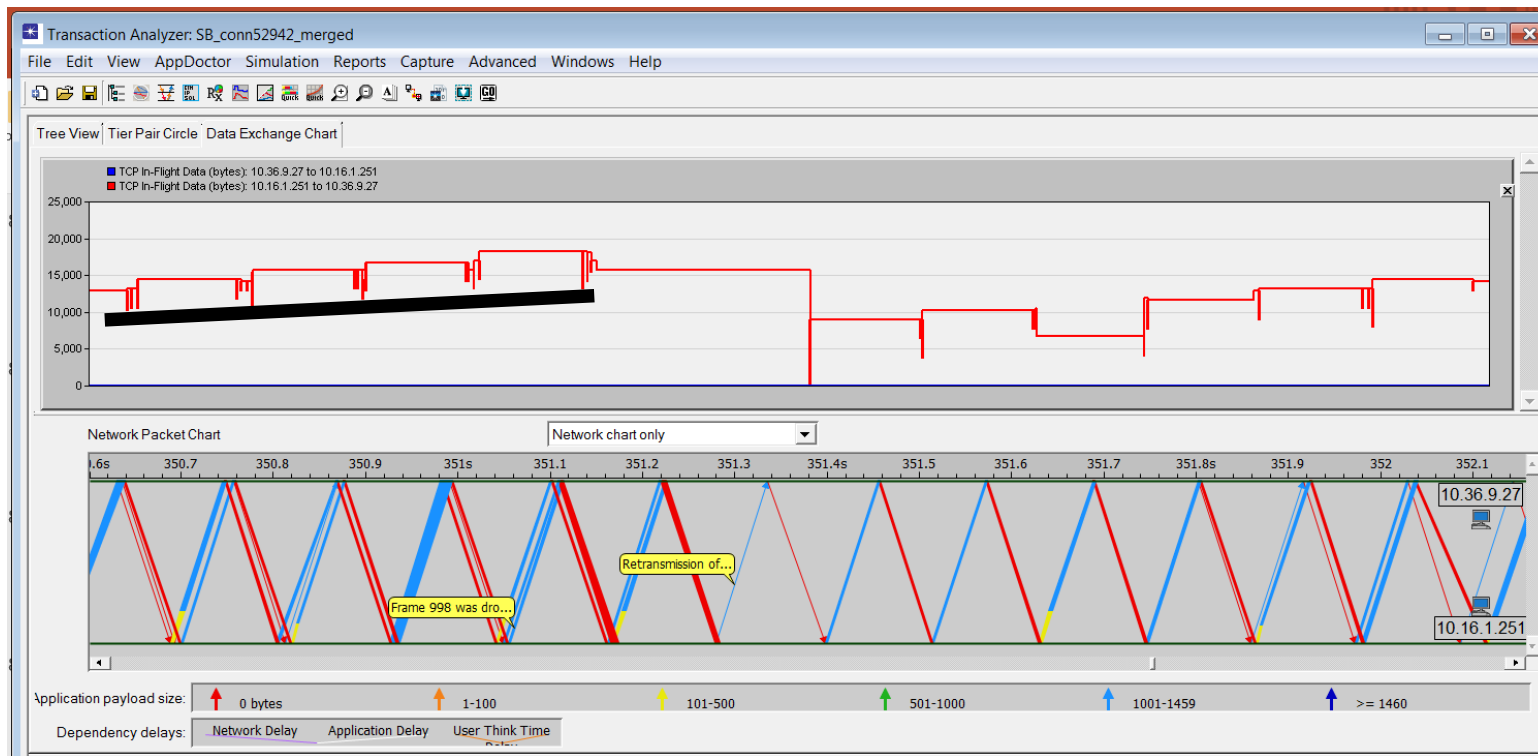 Transaction Analyzer: SB_conn52942_merged
File Edit View AppDoctor Simulation Reports Capture Advanced Windows Help
Tree View Tier Pair Circle Data Exchange Chart
TCP In-Flight Data (bytes): 10.36.9.27 to 10.16.1.251
TCP In-Flight Data (bytes): 10.16.1.251 to 10.36.9.27
25,000
20,000
15,000
10,000
5,000
0
Network Packet Chart Network chart only
0.6s 350.7 350.8 350.9 351s 351.1 351.2 351.3 351.4s 351.5 351.6 351.7 351.8s 351.9 352 352.1
10.36.9.27
Retransmission of...
Frame 998 was dro...
10.16.1.251
Application payload size: 0 bytes 1-100 101-500 501-1000 1001-1459 >= 1460
Dependency delays: Network Delay Application Delay User Think Time